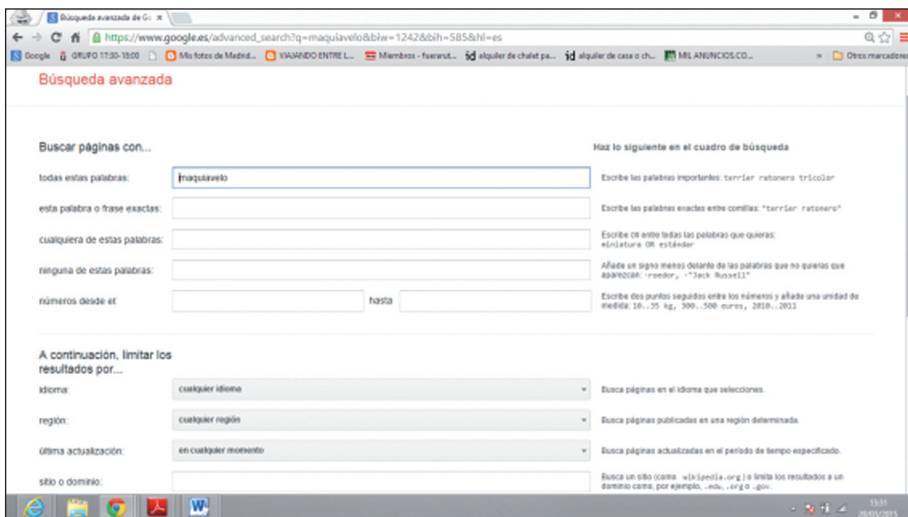 Búsqueda avanzada de Go
https://www.google.es/advanced_search?q=maquiavelo&biw=1242&bih=585&hl=es
Google GRUPO 17:30-18:00 Mis fotos de Madrid... VIAJANDO ENTRE L... Miembros - fuerarut... alquiler de chalet pa... alquiler de casa o ch... MIL ANUNCIOS.CO... » Otros marcadores
Búsqueda avanzada
Buscar páginas con... Haz lo siguiente en el cuadro de búsqueda
todas estas palabras: maquiavelo Escribe las palabras importantes: terrier ratonero tricolor
esta palabra o frase exactas: Escribe las palabras exactas entre comillas: "terrier ratonero"
cualquiera de estas palabras: Escribe OR entre todas las palabras que quieras:
miniatura OR estándar
ninguna de estas palabras: Añade un signo menos delante de las palabras que no quieras que
aparezcan: -roedor, -"Jack Russell"
números desde el: hasta Escribe dos puntos seguidos entre los números y añade una unidad de
medida: 10..35 kg, 300..500 euros, 2010..2011
A continuación, limitar los
resultados por...
idioma: cualquier idioma Busca páginas en el idioma que selecciones.
región: cualquier región Busca páginas publicadas en una región determinada.
última actualización: en cualquier momento Busca páginas actualizadas en el periodo de tiempo especificado.
sitio o dominio: Busca un sitio (como wikipedia.org) o limita los resultados a un
dominio como, por ejemplo, .edu, .org o .gov.
13:31
20/05/2015